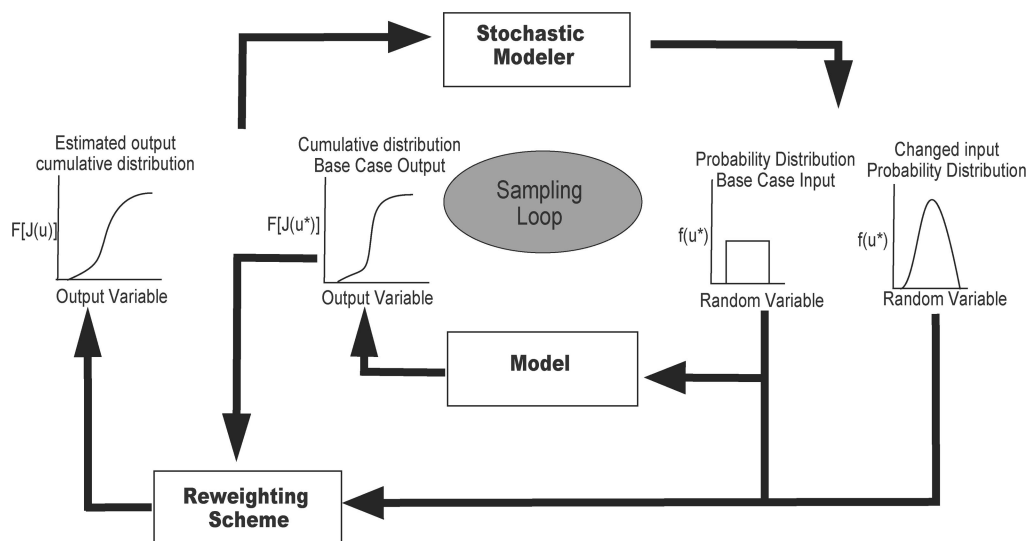 Stochastic
Modeler
Estimated output
cumulative distribution
F[J(u)]
Output Variable
Cumulative distribution
Base Case Output
F[J(u*)]
Output Variable
Sampling
Loop
Probability Distribution
Base Case Input
f(u*)
Random Variable
Changed input
Probability Distribution
f(u*)
Random Variable
Model
Reweighting
Scheme